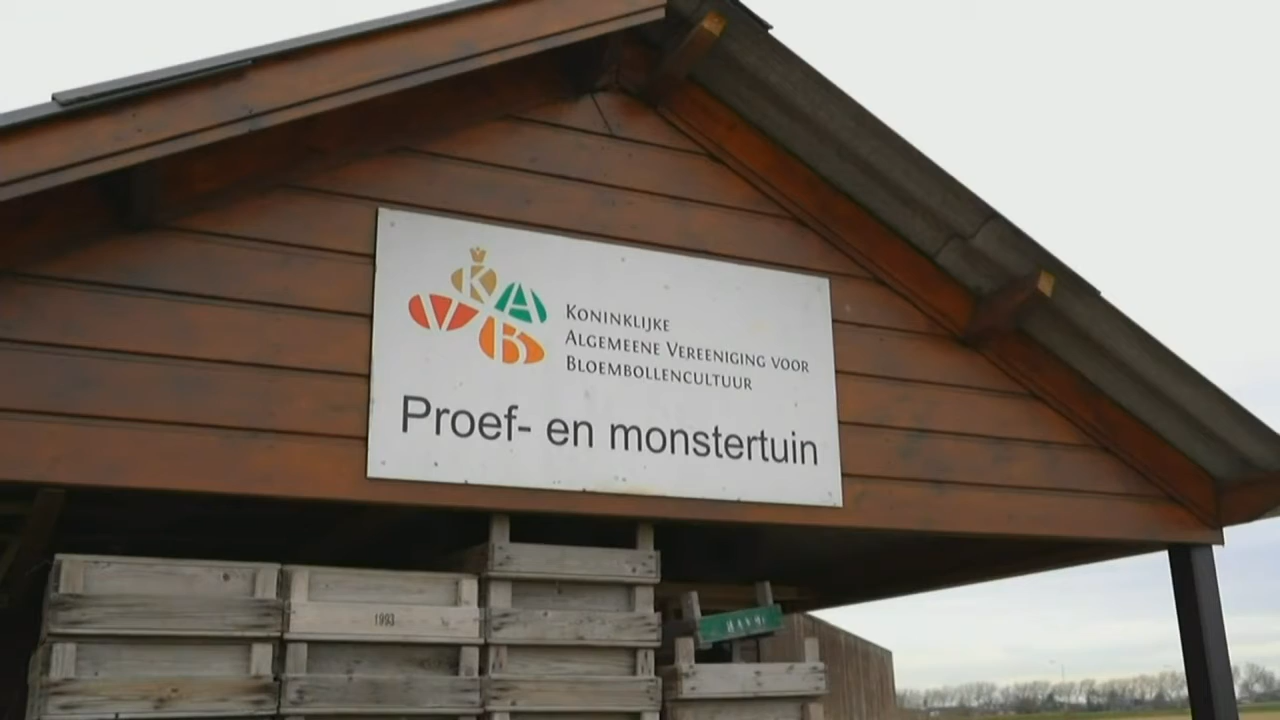 KAVB
Koninklijke
Algemeene Vereeniging voor
Bloembollencultuur
Proef- en monstertuin
1993